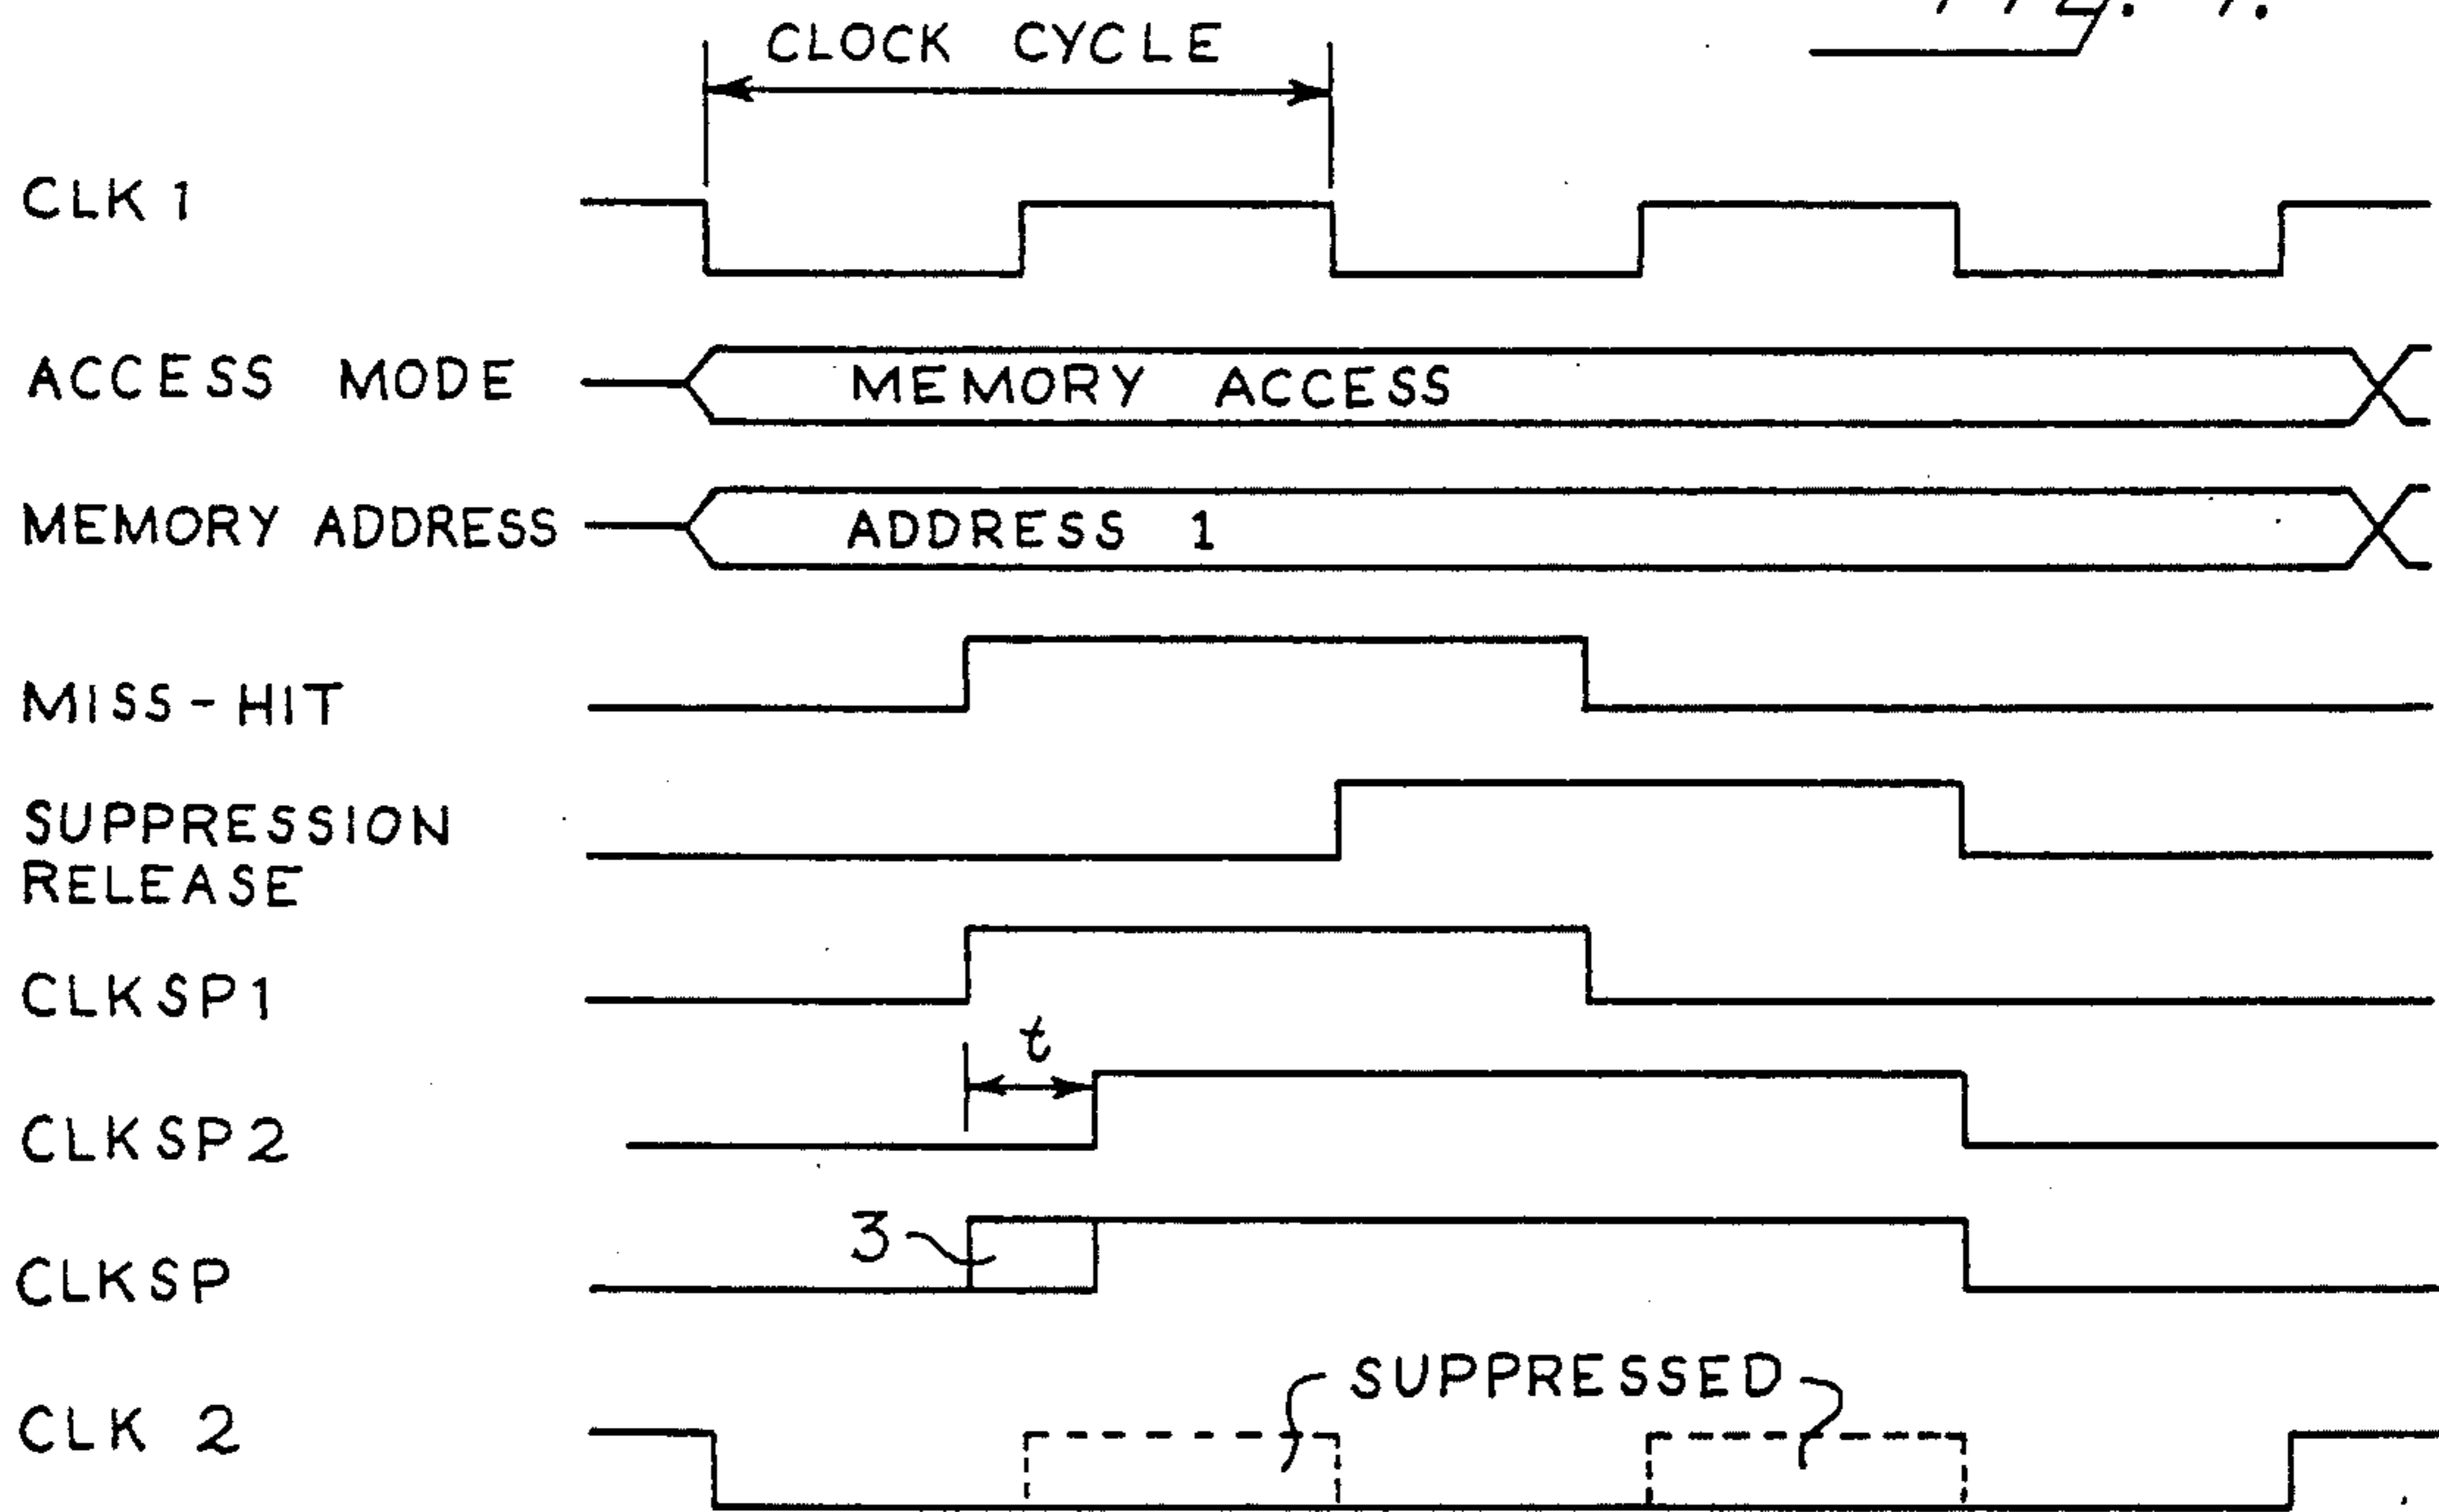 CLOCK CYCLE
CLK 1
ACCESS MODE
MEMORY ACCESS
MEMORY ADDRESS
ADDRESS 1
MISS-HIT
SUPPRESSION
RELEASE
CLKSP1
t
CLKSP2
3
CLKSP
SUPPRESSED
CLK 2